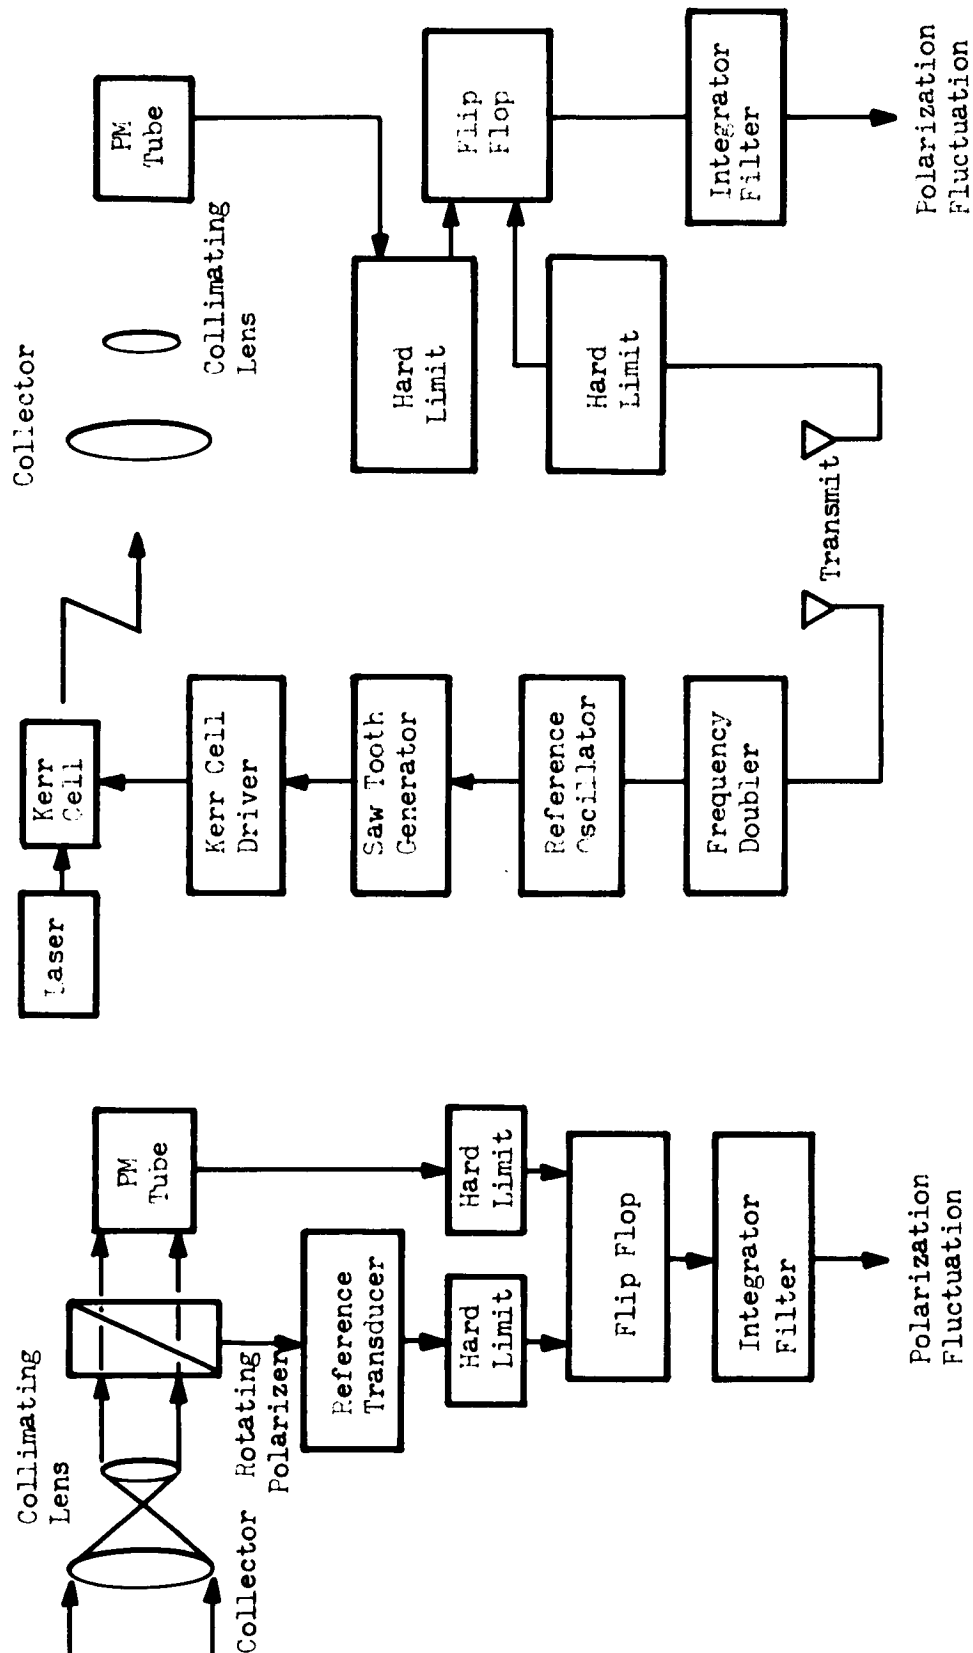 Collimating
Lens
Collector
Rotating
Polarizer
PM
Tube
Reference
Transducer
Hard
Limit
Hard
Limit
Flip Flop
Integrator
Filter
Polarization
Fluctuation
Laser
Kerr
Cell
Kerr Cell
Driver
Saw Tooth
Generator
Reference
Oscillator
Frequency
Doubler
Transmit
Collector
Collimating
Lens
PM
Tube
Hard
Limit
Hard
Limit
Flip
Flop
Integrator
Filter
Polarization
Fluctuation